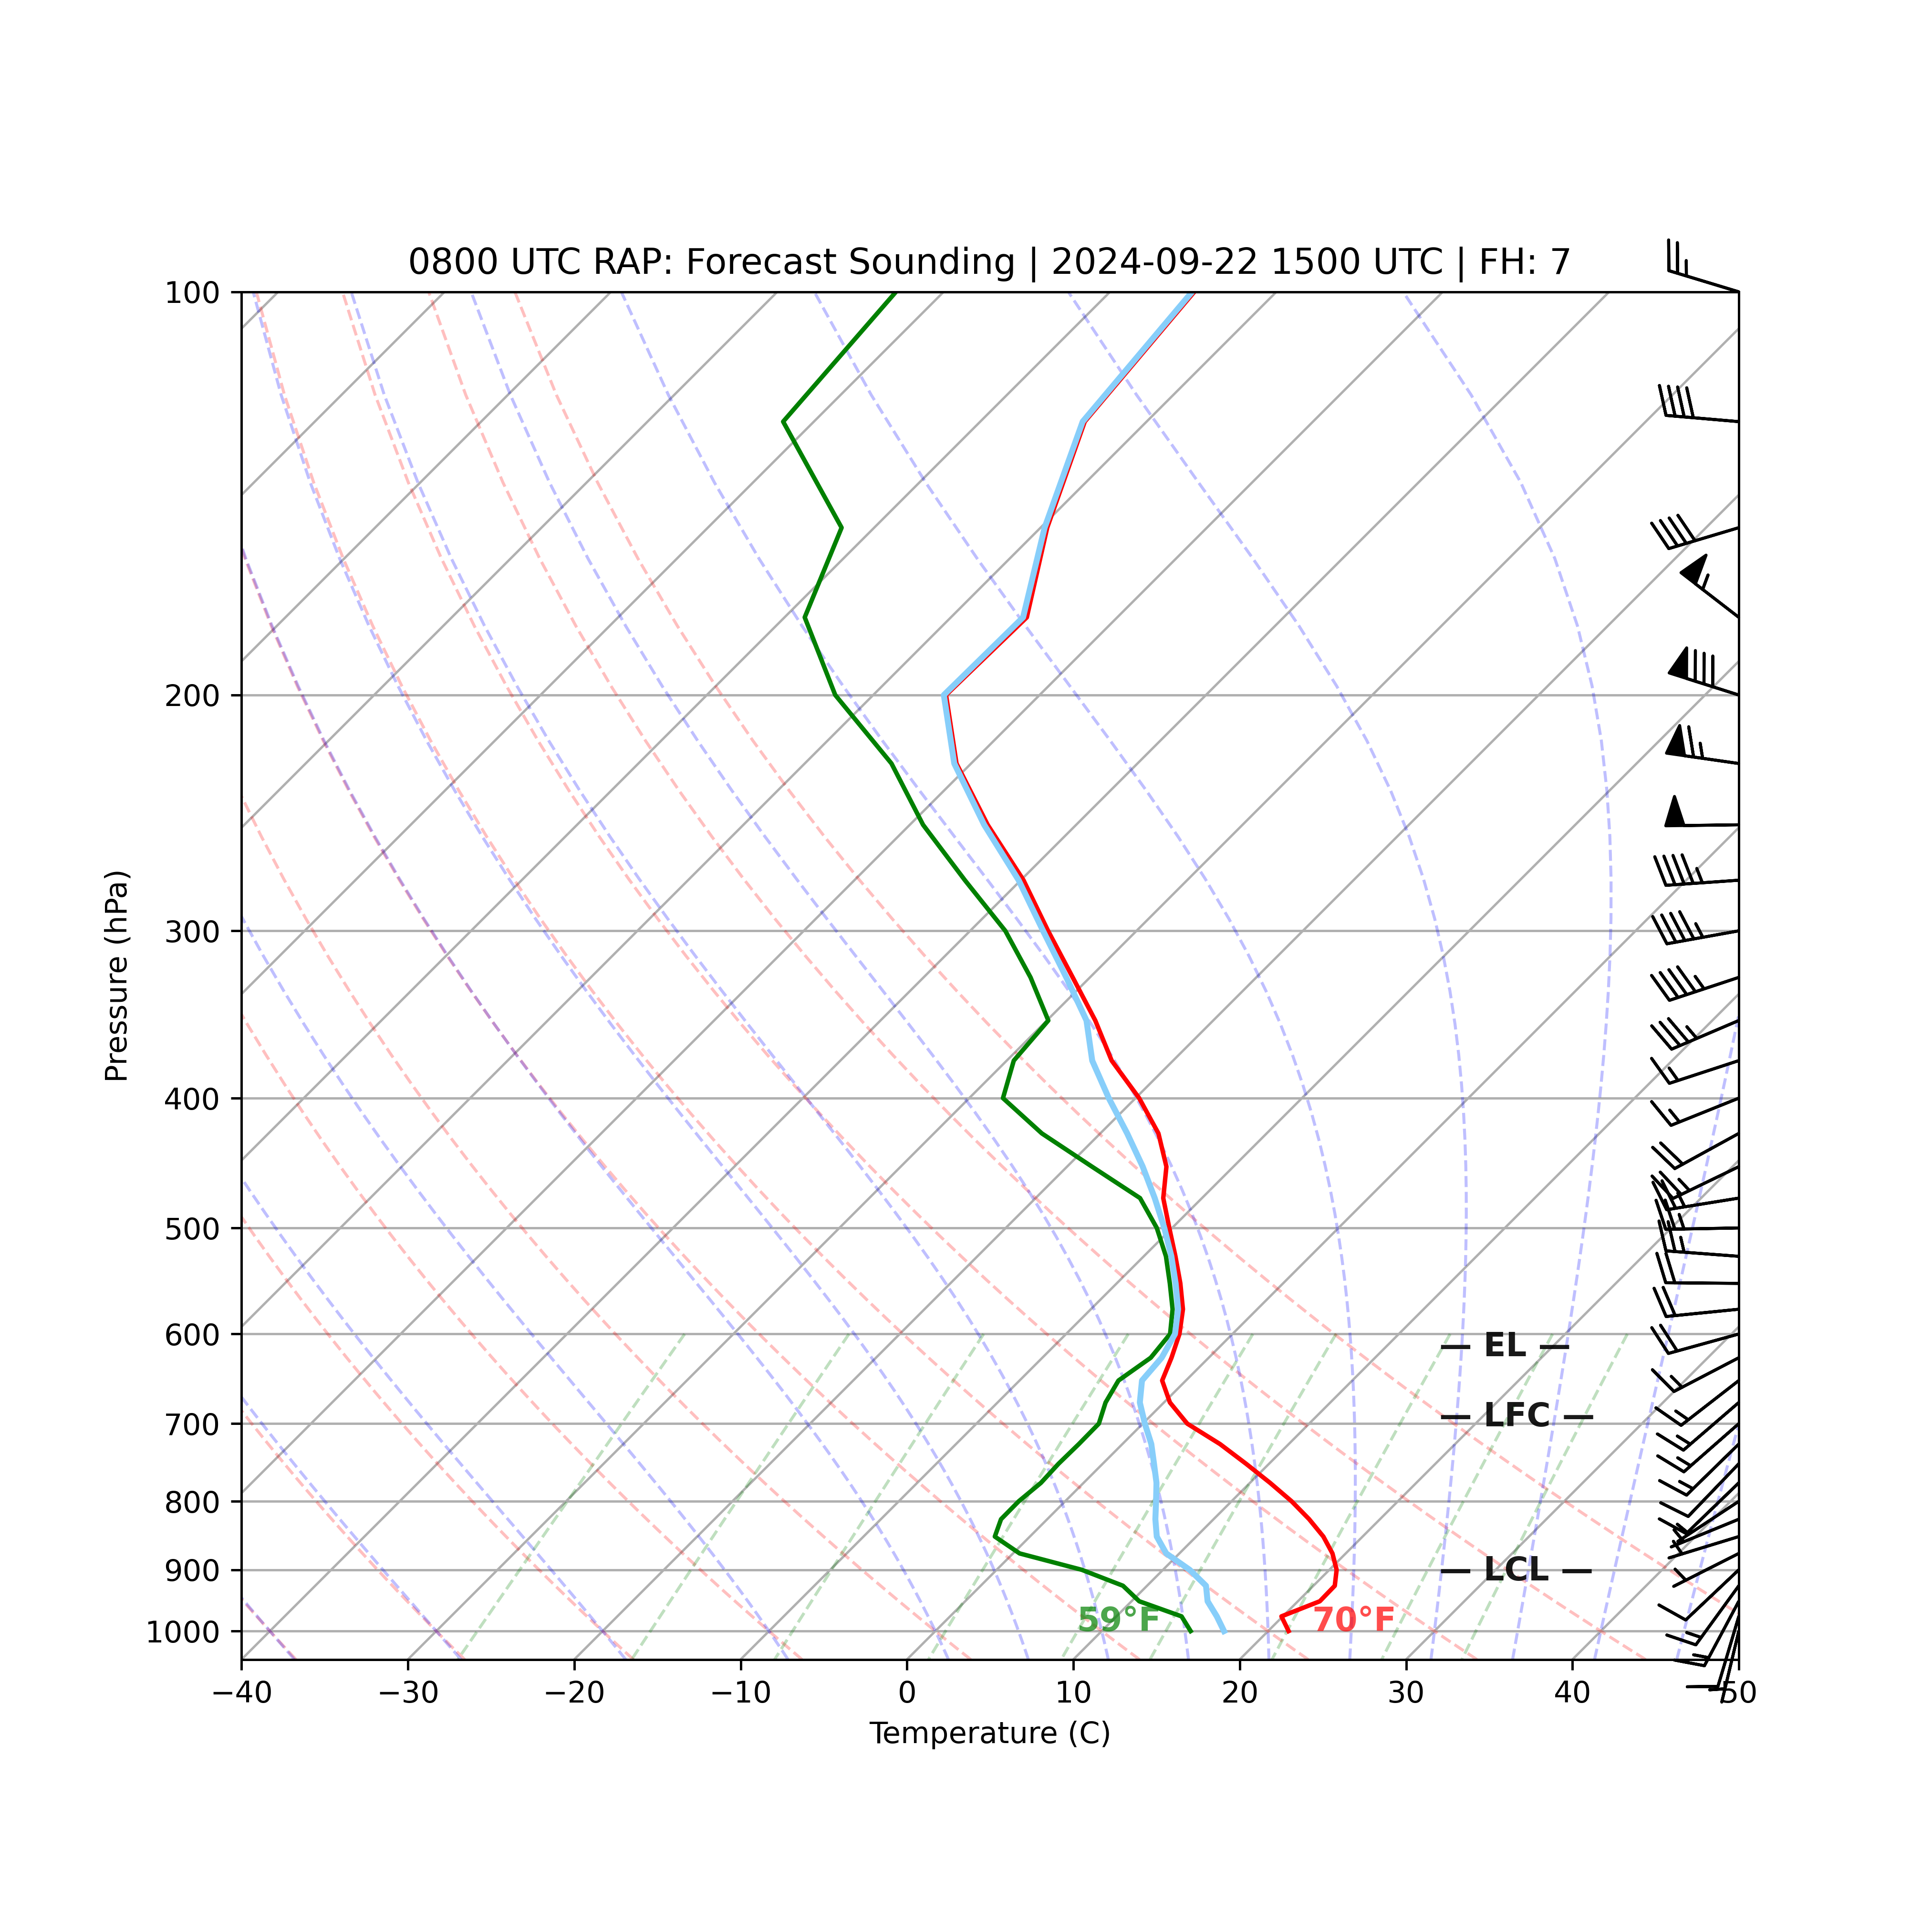 0800 UTC RAP: Forecast Sounding | 2024-09-22 1500 UTC | FH: 7
100
200
300
400
500
600
700
800
900
1000
Pressure (hPa)
— EL —
— LFC —
— LCL —
59°F
70°F
−40 −30 −20 −10 0 10 20 30 40 50
Temperature (C)